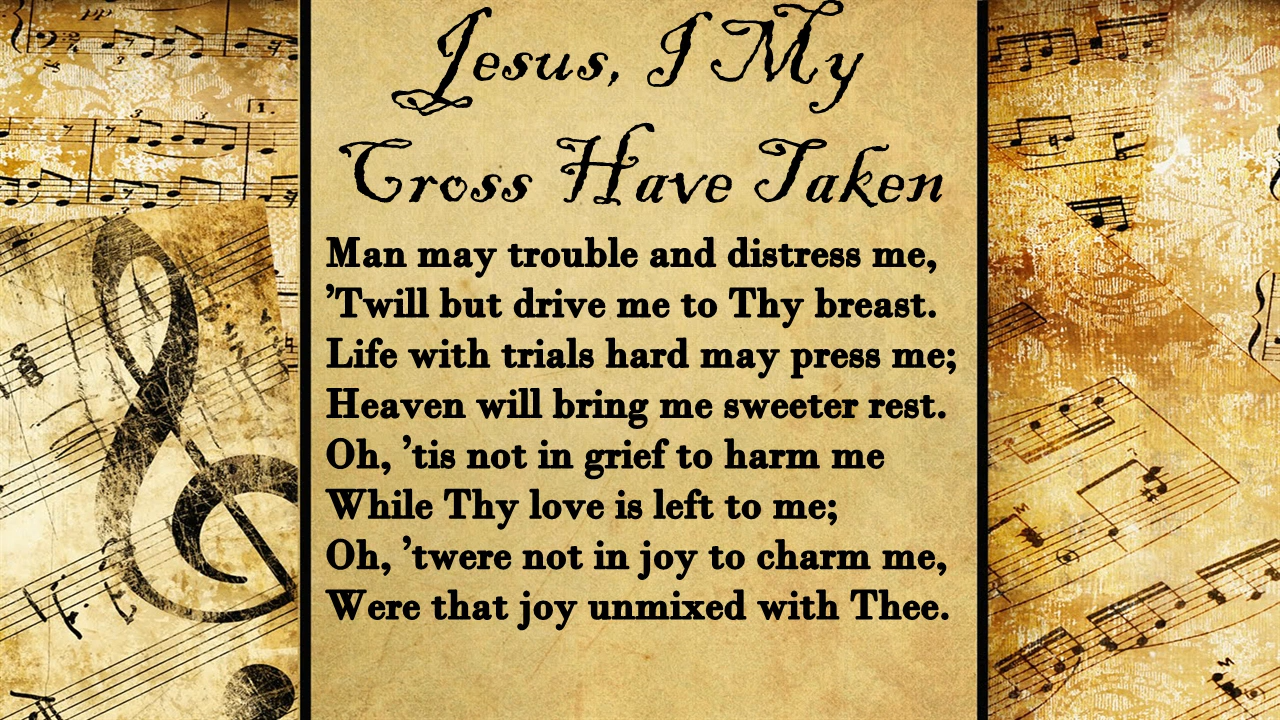 Jesus, I My
Cross Have Taken
Man may trouble and distress me,
’Twill but drive me to Thy breast.
Life with trials hard may press me;
Heaven will bring me sweeter rest.
Oh, ’tis not in grief to harm me
While Thy love is left to me;
Oh, ’twere not in joy to charm me,
Were that joy unmixed with Thee.